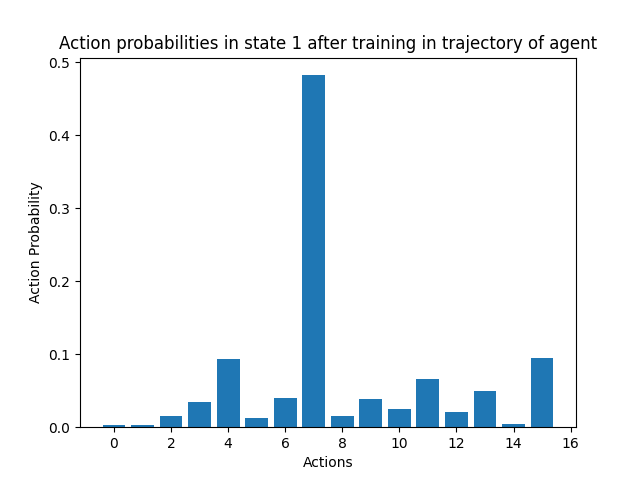 Action probabilities in state 1 after training in trajectory of agent
0.5
0.4
0.3
0.2
0.1
0.0
Action Probability
0 2 4 6 8 10 12 14 16
Actions